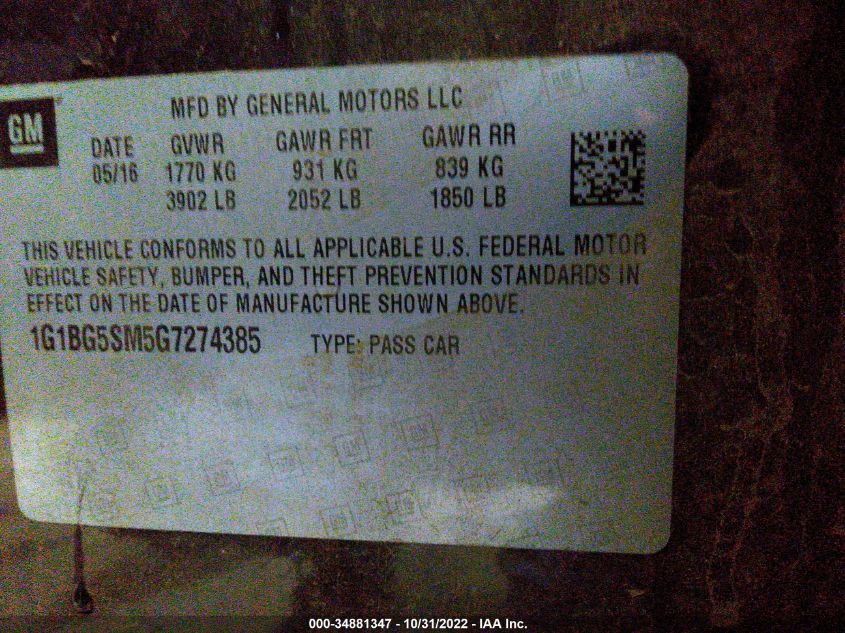 MFD BY GENERAL MOTORS LLC
GM
DATE GVWR GAWR FRT GAWR RR
05/16 1770 KG 931 KG 839 KG
3902 LB 2052 LB 1850 LB
THIS VEHICLE CONFORMS TO ALL APPLICABLE U.S. FEDERAL MOTOR
VEHICLE SAFETY, BUMPER, AND THEFT PREVENTION STANDARDS IN
EFFECT ON THE DATE OF MANUFACTURE SHOWN ABOVE.
1G1BG5SM5G7274385 TYPE: PASS CAR
000-34881347 - 10/31/2022 - IAA Inc.